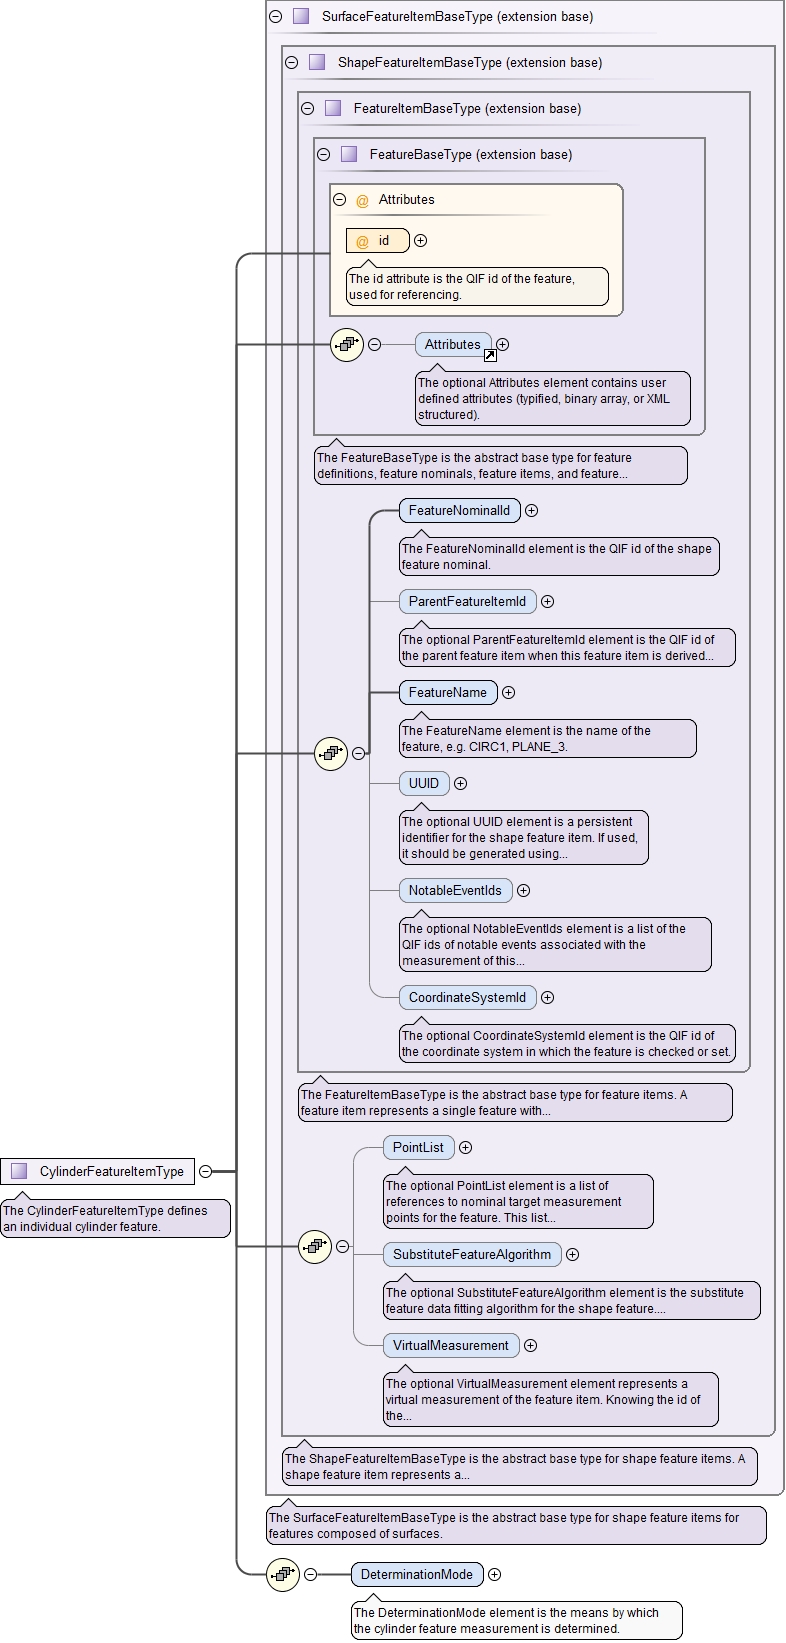 SurfaceFeatureItemBaseType (extension base)
ShapeFeatureItemBaseType (extension base)
FeatureItemBaseType (extension base)
FeatureBaseType (extension base)
@ Attributes
@ id
The id attribute is the QIF id of the feature,
used for referencing.
Attributes
The optional Attributes element contains user
defined attributes (typified, binary array, or XML
structured).
The FeatureBaseType is the abstract base type for feature
definitions, feature nominals, feature items, and feature...
FeatureNominalId
The FeatureNominalId element is the QIF id of the shape
feature nominal.
ParentFeatureItemId
The optional ParentFeatureItemId element is the QIF id of
the parent feature item when this feature item is derived...
FeatureName
The FeatureName element is the name of the
feature, e.g. CIRC1, PLANE_3.
UUID
The optional UUID element is a persistent
identifier for the shape feature item. If used,
it should be generated using...
NotableEventIds
The optional NotableEventIds element is a list of the
QIF ids of notable events associated with the
measurement of this...
CoordinateSystemId
The optional CoordinateSystemId element is the QIF id of
the coordinate system in which the feature is checked or set.
The FeatureItemBaseType is the abstract base type for feature items. A
feature item represents a single feature with...
PointList
The optional PointList element is a list of
references to nominal target measurement
points for the feature. This list...
CylinderFeatureItemType
The CylinderFeatureItemType defines
an individual cylinder feature.
SubstituteFeatureAlgorithm
The optional SubstituteFeatureAlgorithm element is the substitute
feature data fitting algorithm for the shape feature....
VirtualMeasurement
The optional VirtualMeasurement element represents a
virtual measurement of the feature item. Knowing the id of
the...
The ShapeFeatureItemBaseType is the abstract base type for shape feature items. A
shape feature item represents a...
The SurfaceFeatureItemBaseType is the abstract base type for shape feature items for
features composed of surfaces.
DeterminationMode
The DeterminationMode element is the means by which
the cylinder feature measurement is determined.